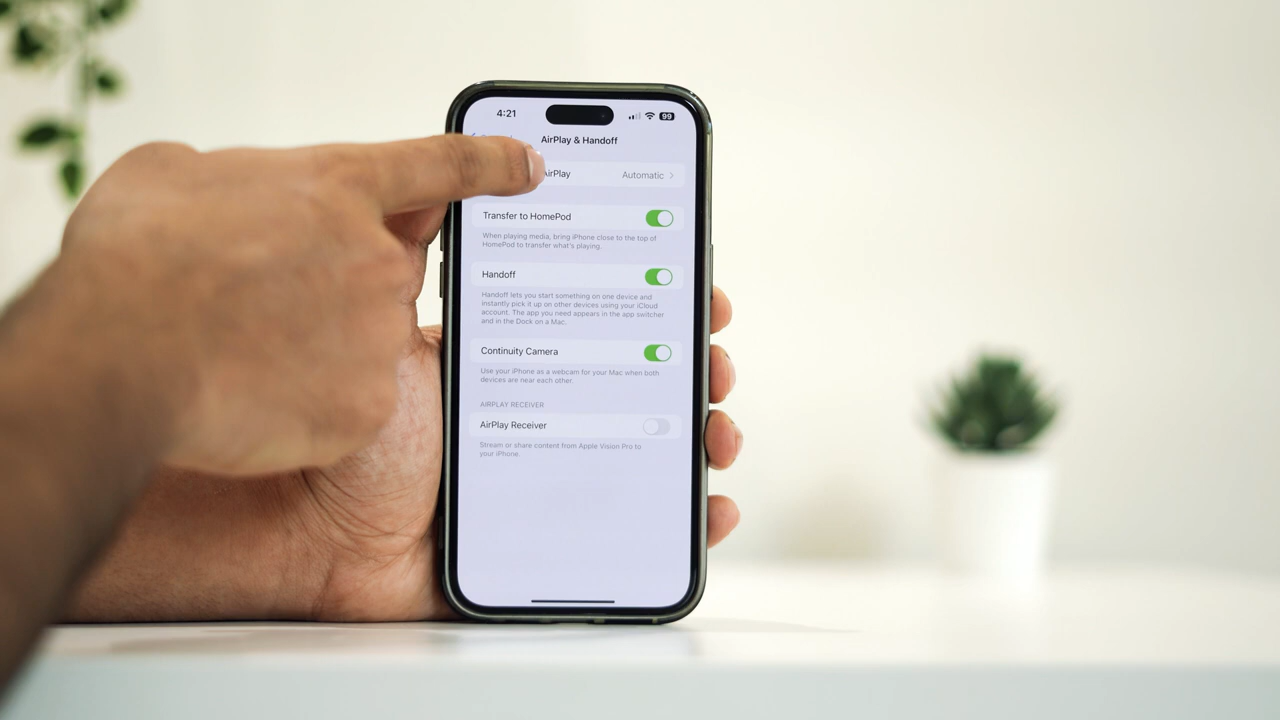 4:21
99
AirPlay & Handoff
AirPlay Automatic
Transfer to HomePod
When playing media, bring iPhone close to the top of
HomePod to transfer what's playing.
Handoff
Handoff lets you start something on one device and
instantly pick it up on other devices using your iCloud
account. The app you need appears in the app switcher
and in the Dock on a Mac.
Continuity Camera
Use your iPhone as a webcam for your Mac when both
devices are near each other.
AIRPLAY RECEIVER
AirPlay Receiver
Stream or share content from Apple Vision Pro to
your iPhone.